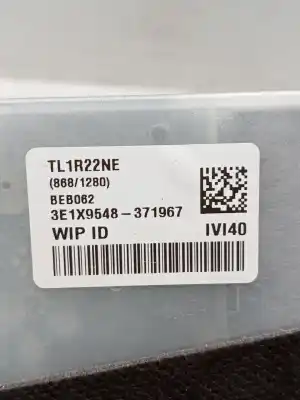 TL1R22NE
(868/1280)
BEB062
3E1X9548-371967
WIP ID IVI40